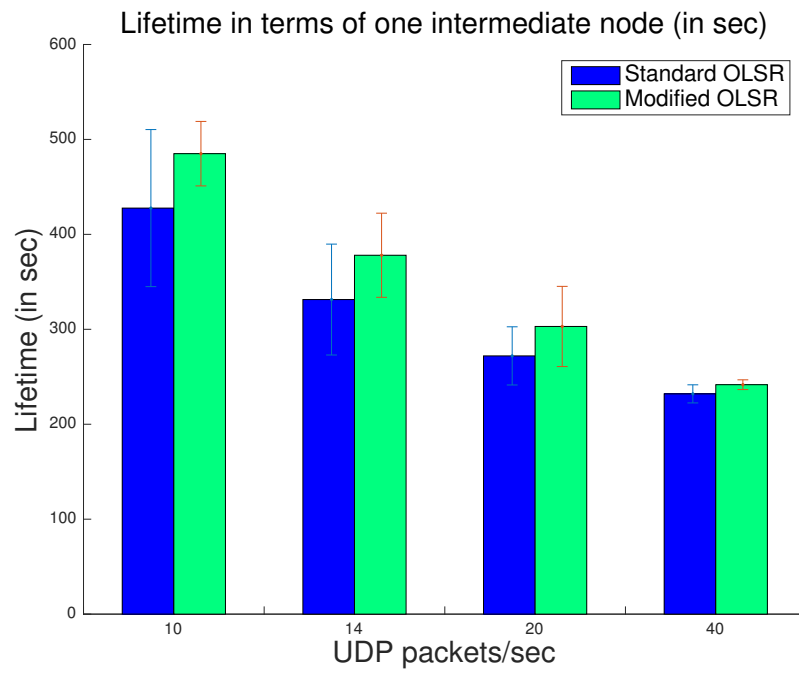 Lifetime in terms of one intermediate node (in sec)
Standard OLSR
Modified OLSR
600
500
400
300
200
100
0
Lifetime (in sec)
10 14 20 40
UDP packets/sec